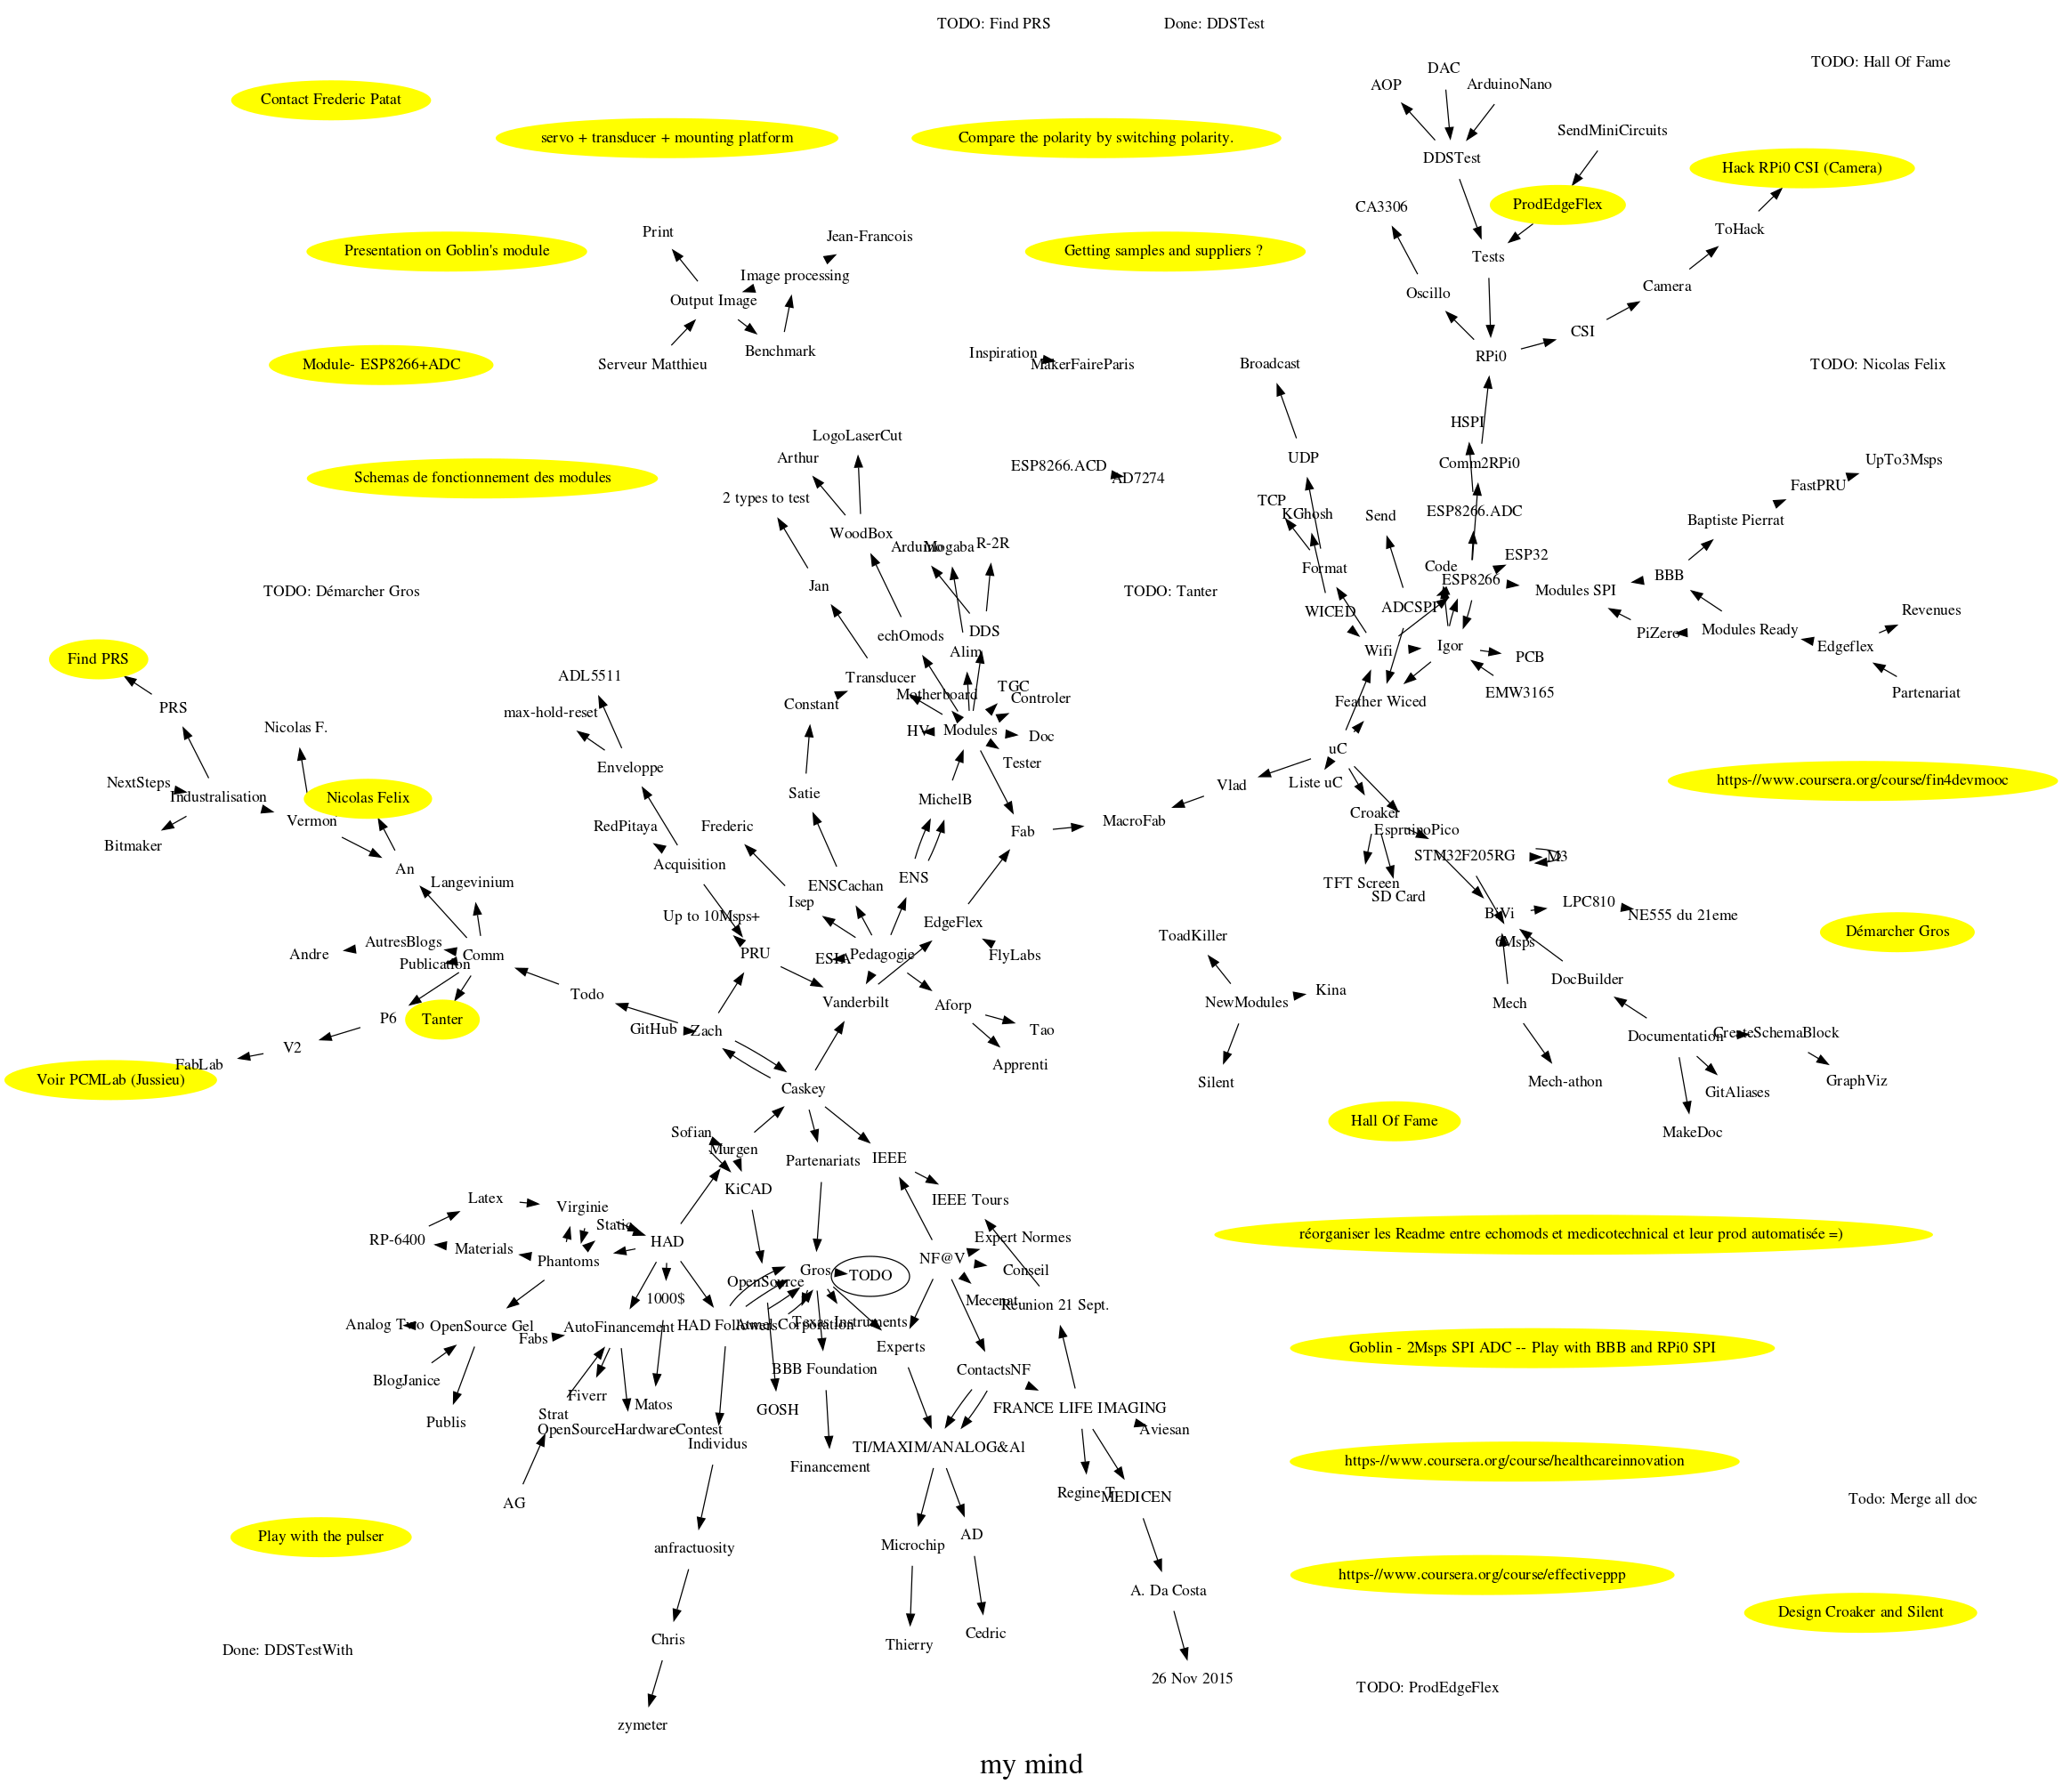 TODO: Find PRS
Done: DDSTest
TODO: Hall Of Fame
DAC
AOP
ArduinoNano
Contact Frederic Patat
SendMiniCircuits
servo + transducer + mounting platform
Compare the polarity by switching polarity.
DDSTest
Hack RPi0 CSI (Camera)
ProdEdgeFlex
CA3306
Print
Jean-Francois
ToHack
Presentation on Goblin's module
Getting samples and suppliers ?
Tests
Image processing
Camera
Output Image
Oscillo
CSI
Benchmark
Inspiration
RPi0
Module- ESP8266+ADC
Serveur Matthieu
MakerFaireParis
Broadcast
TODO: Nicolas Felix
HSPI
LogoLaserCut
Arthur
UDP
Comm2RPi0
UpTo3Msps
ESP8266.ACD
AD7274
Schemas de fonctionnement des modules
FastPRU
2 types to test
TCP
KGhosh
Send
ESP8266.ADC
Baptiste Pierrat
WoodBox
Arduino
Mogaba
R-2R
ESP32
Format
Code
ESP8266
BBB
Jan
TODO: Démarcher Gros
TODO: Tanter
Modules SPI
WICED
ADCSPI
Revenues
echOmods
DDS
PiZero
Modules Ready
Alim
Wifi
Igor
PCB
Edgeflex
Find PRS
ADL5511
Transducer
Motherboard
TGC
Controler
EMW3165
Partenariat
PRS
max-hold-reset
Constant
Feather Wiced
Nicolas F.
HV
Modules
Doc
uC
Enveloppe
Tester
NextSteps
Industralisation
Nicolas Felix
Satie
MichelB
Vlad
Liste uC
https-//www.coursera.org/course/fin4devmooc
Vermon
RedPitaya
Frederic
Fab
MacroFab
Croaker
EspruinoPico
Bitmaker
An
Acquisition
STM32F205RG
M3
Langevinium
ENSCachan
ENS
TFT Screen
SD Card
Isep
LPC810
Up to 10Msps+
EdgeFlex
BiVi
NE555 du 21eme
Andre
AutresBlogs
Comm
ToadKiller
6Msps
Démarcher Gros
Publication
PRU
ESIA
Pedagogie
FlyLabs
DocBuilder
Todo
Vanderbilt
Aforp
NewModules
Kina
Mech
P6
Tanter
GitHub
Zach
Tao
Documentation
CreateSchemaBlock
V2
FabLab
Voir PCMLab (Jussieu)
Caskey
Apprenti
Silent
Mech-athon
GitAliases
GraphViz
Hall Of Fame
MakeDoc
Sofian
Murgen
Partenariats
IEEE
KiCAD
Latex
Virginie
IEEE Tours
RP-6400
Materials
Static
HAD
Phantoms
NF@V
Expert Normes
réorganiser les Readme entre echomods et medicotechnical et leur prod automatisée =)
OpenSource
Gros
TODO
Conseil
1000$
Mecenat
Reunion 21 Sept.
Analog Two
OpenSource Gel
Fabs
AutoFinancement
HAD Followers
AtmelsCorporation
Texas Instruments
Experts
Goblin - 2Msps SPI ADC -- Play with BBB and RPi0 SPI
BlogJanice
BBB Foundation
ContactsNF
Fiverr
Matos
GOSH
FRANCE LIFE IMAGING
Publis
Strat
OpenSourceHardwareContest
Aviesan
Individus
TI/MAXIM/ANALOG&Al
Financement
https-//www.coursera.org/course/healthcareinnovation
AG
Regine T.
MEDICEN
Todo: Merge all doc
Play with the pulser
anfractuosity
Microchip
AD
A. Da Costa
https-//www.coursera.org/course/effectiveppp
Design Croaker and Silent
Done: DDSTestWith
Chris
Thierry
Cedric
26 Nov 2015
TODO: ProdEdgeFlex
zymeter
my mind